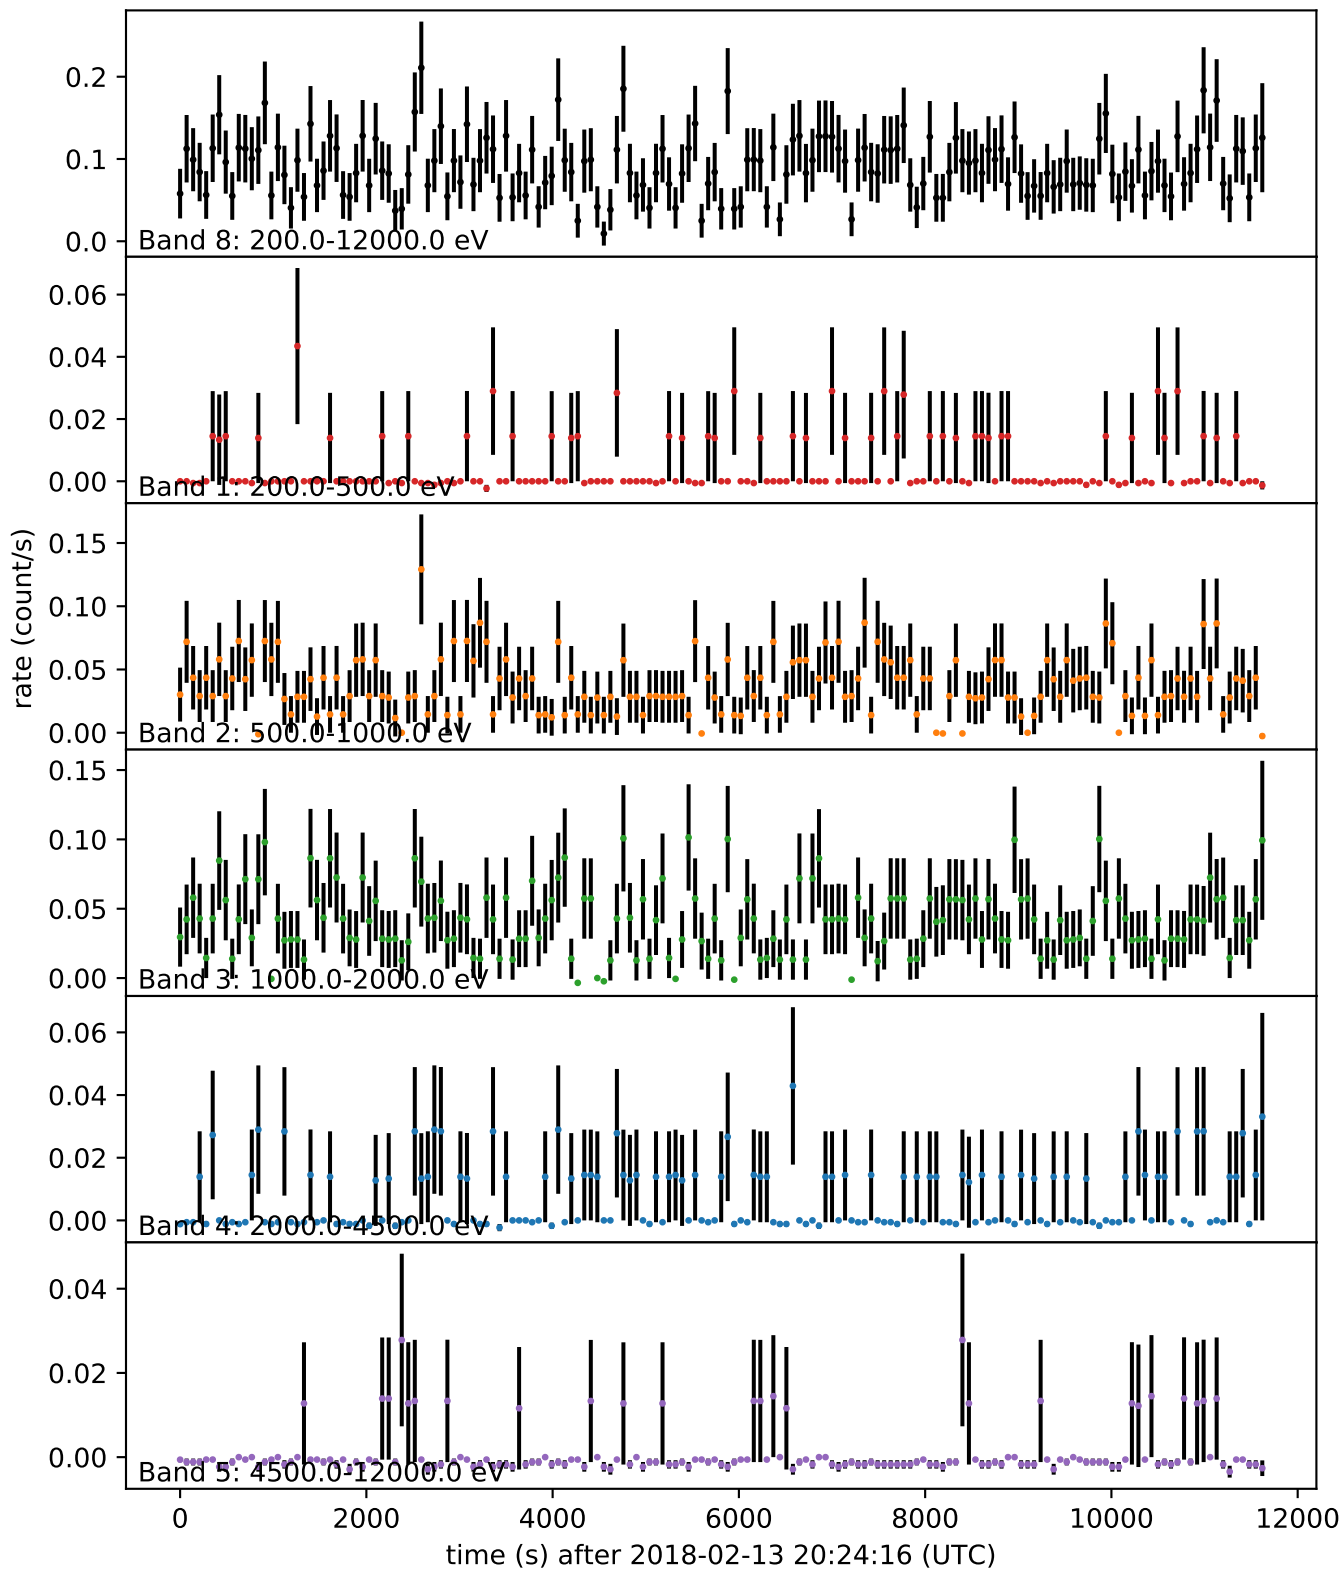 0.2
0.1
0.0
Band 8: 200.0-12000.0 eV
0.06
0.04
0.02
0.00
Band 1: 200.0-500.0 eV
0.15
0.10
0.05
0.00
Band 2: 500.0-1000.0 eV
rate (count/s)
0.15
0.10
0.05
0.00
Band 3: 1000.0-2000.0 eV
0.06
0.04
0.02
0.00
Band 4: 2000.0-4500.0 eV
0.04
0.02
0.00
Band 5: 4500.0-12000.0 eV
0 2000 4000 6000 8000 10000 12000
time (s) after 2018-02-13 20:24:16 (UTC)